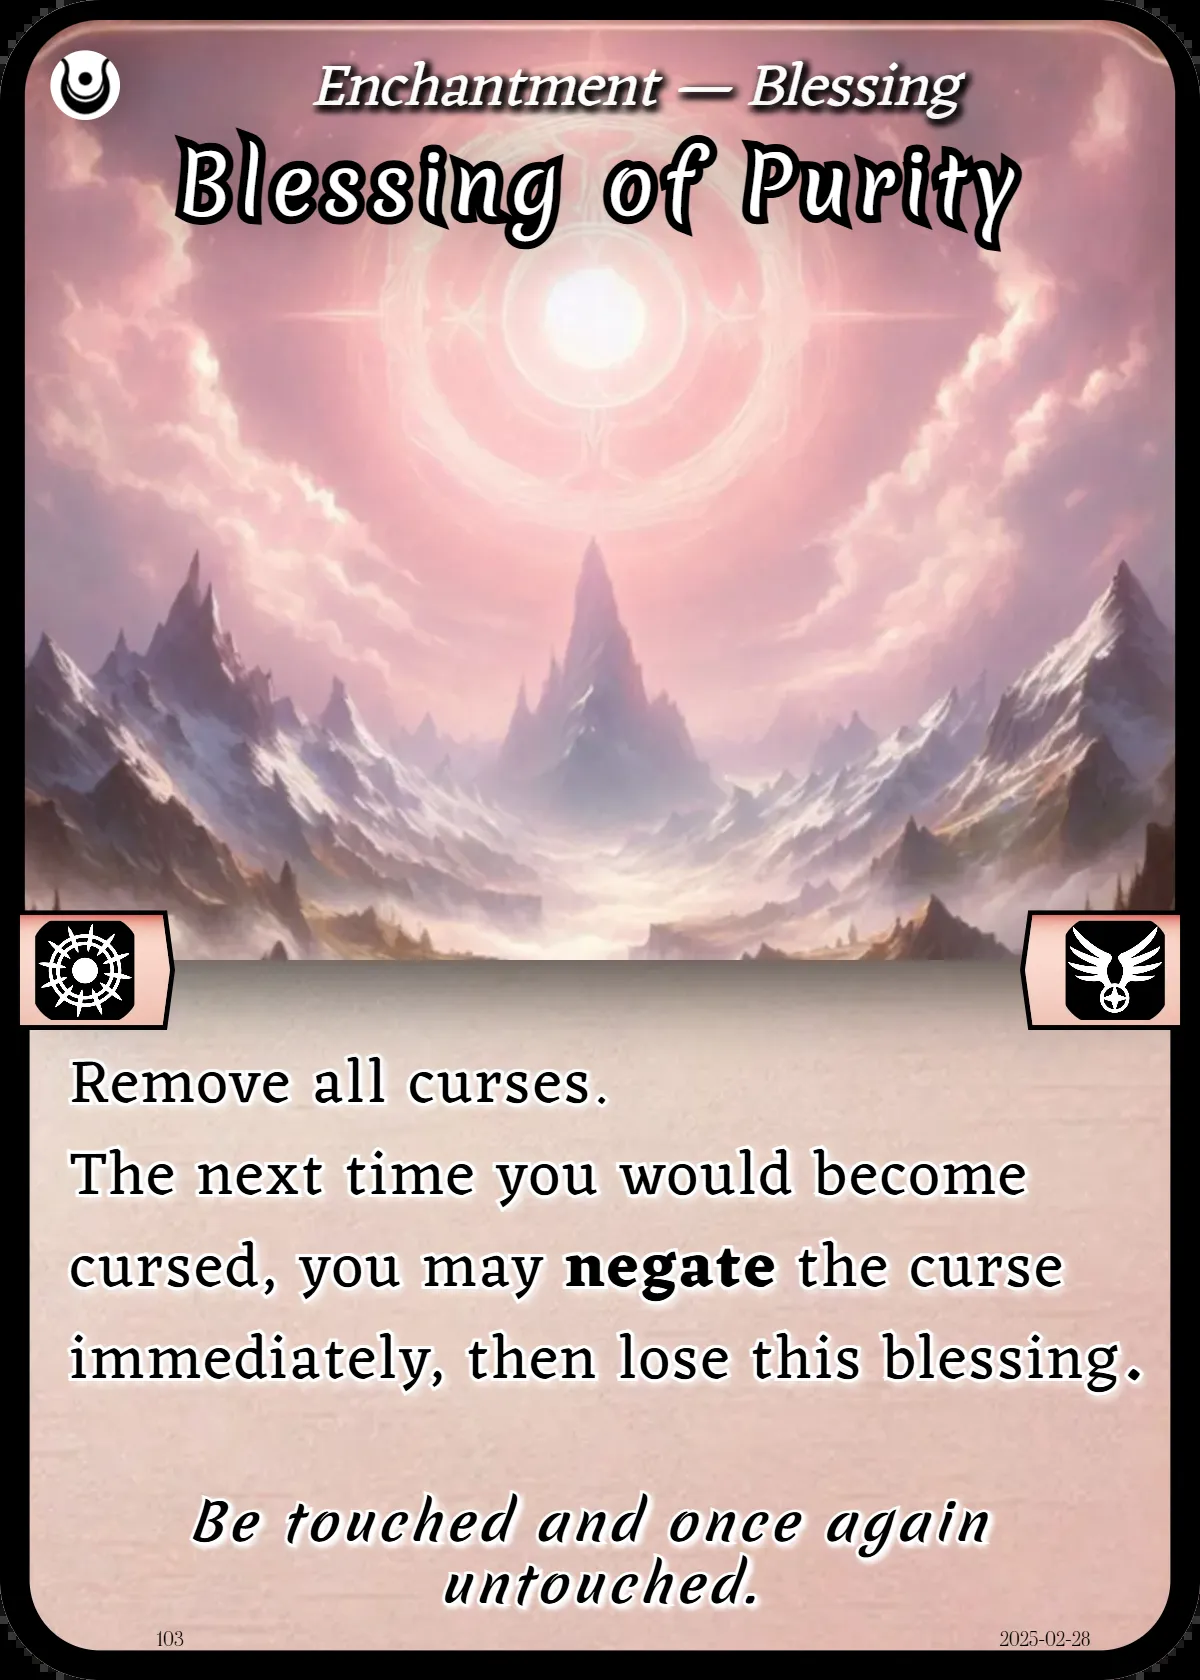 Enchantment — Blessing
Blessing of Purity
Remove all curses.
The next time you would become
cursed, you may negate the curse
immediately, then lose this blessing.
Be touched and once again
untouched.
103
2025-02-28